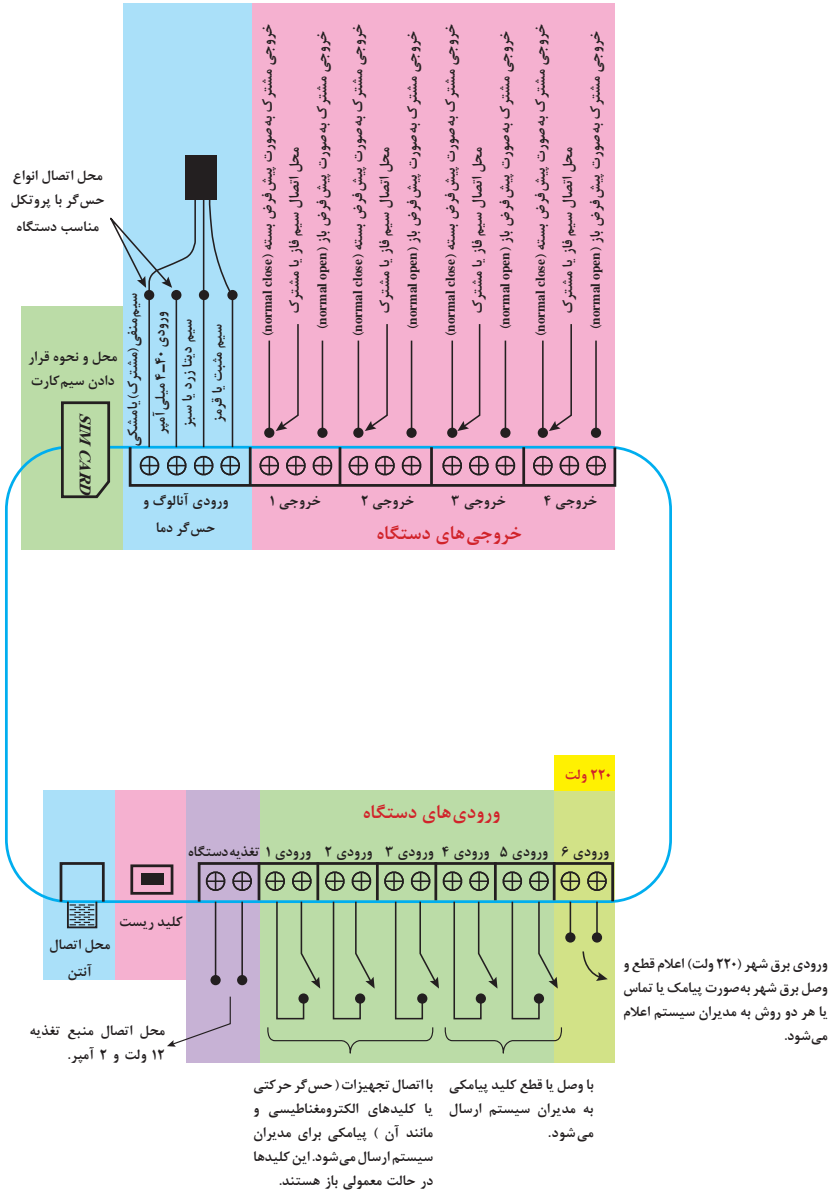 خروجی مشترک به صورت پیش فرض بسته (normal close)
محل اتصال سیم فاز یا مشترک
خروجی مشترک به صورت پیش فرض باز (normal open)
خروجی مشترک به صورت پیش فرض بسته (normal close)
محل اتصال سیم فاز یا مشترک
خروجی مشترک به صورت پیش فرض باز (normal open)
خروجی مشترک به صورت پیش فرض بسته (normal close)
محل اتصال سیم فاز یا مشترک
خروجی مشترک به صورت پیش فرض باز (normal open)
خروجی مشترک به صورت پیش فرض بسته (normal close)
محل اتصال سیم فاز یا مشترک
خروجی مشترک به صورت پیش فرض باز (normal open)
محل اتصال انواع
حس‌گر با پروتکل
مناسب دستگاه
سیم منفی (مشترک) یا مشکی
ورودی ۲۰-۴ میلی آمپر
سیم دیتا زرد یا سبز
سیم مثبت یا قرمز
محل و نحوه قرار
دادن سیم‌کارت
SIM CARD
ورودی آنالوگ و
حس‌گر دما
خروجی ۱
خروجی ۲
خروجی ۳
خروجی ۴
خروجی‌های دستگاه
۲۲۰ ولت
ورودی‌های دستگاه
تغذیه دستگاه
ورودی ۱
ورودی ۲
ورودی ۳
ورودی ۴
ورودی ۵
ورودی ۶
کلید ریست
محل اتصال
آنتن
محل اتصال منبع تغذیه
۱۲ ولت و ۲ آمپر.
ورودی برق شهر (۲۲۰ ولت) اعلام قطع و
وصل برق شهر به‌صورت پیامک یا تماس
یا هر دو روش به مدیران سیستم اعلام
می‌شود.
با وصل یا قطع کلید پیامکی
به مدیران سیستم ارسال
می‌شود.
با اتصال تجهیزات (حس‌گر حرکتی
یا کلیدهای الکترومغناطیسی و
مانند آن ) پیامکی برای مدیران
سیستم ارسال می‌شود. این کلیدها
در حالت معمولی باز هستند.